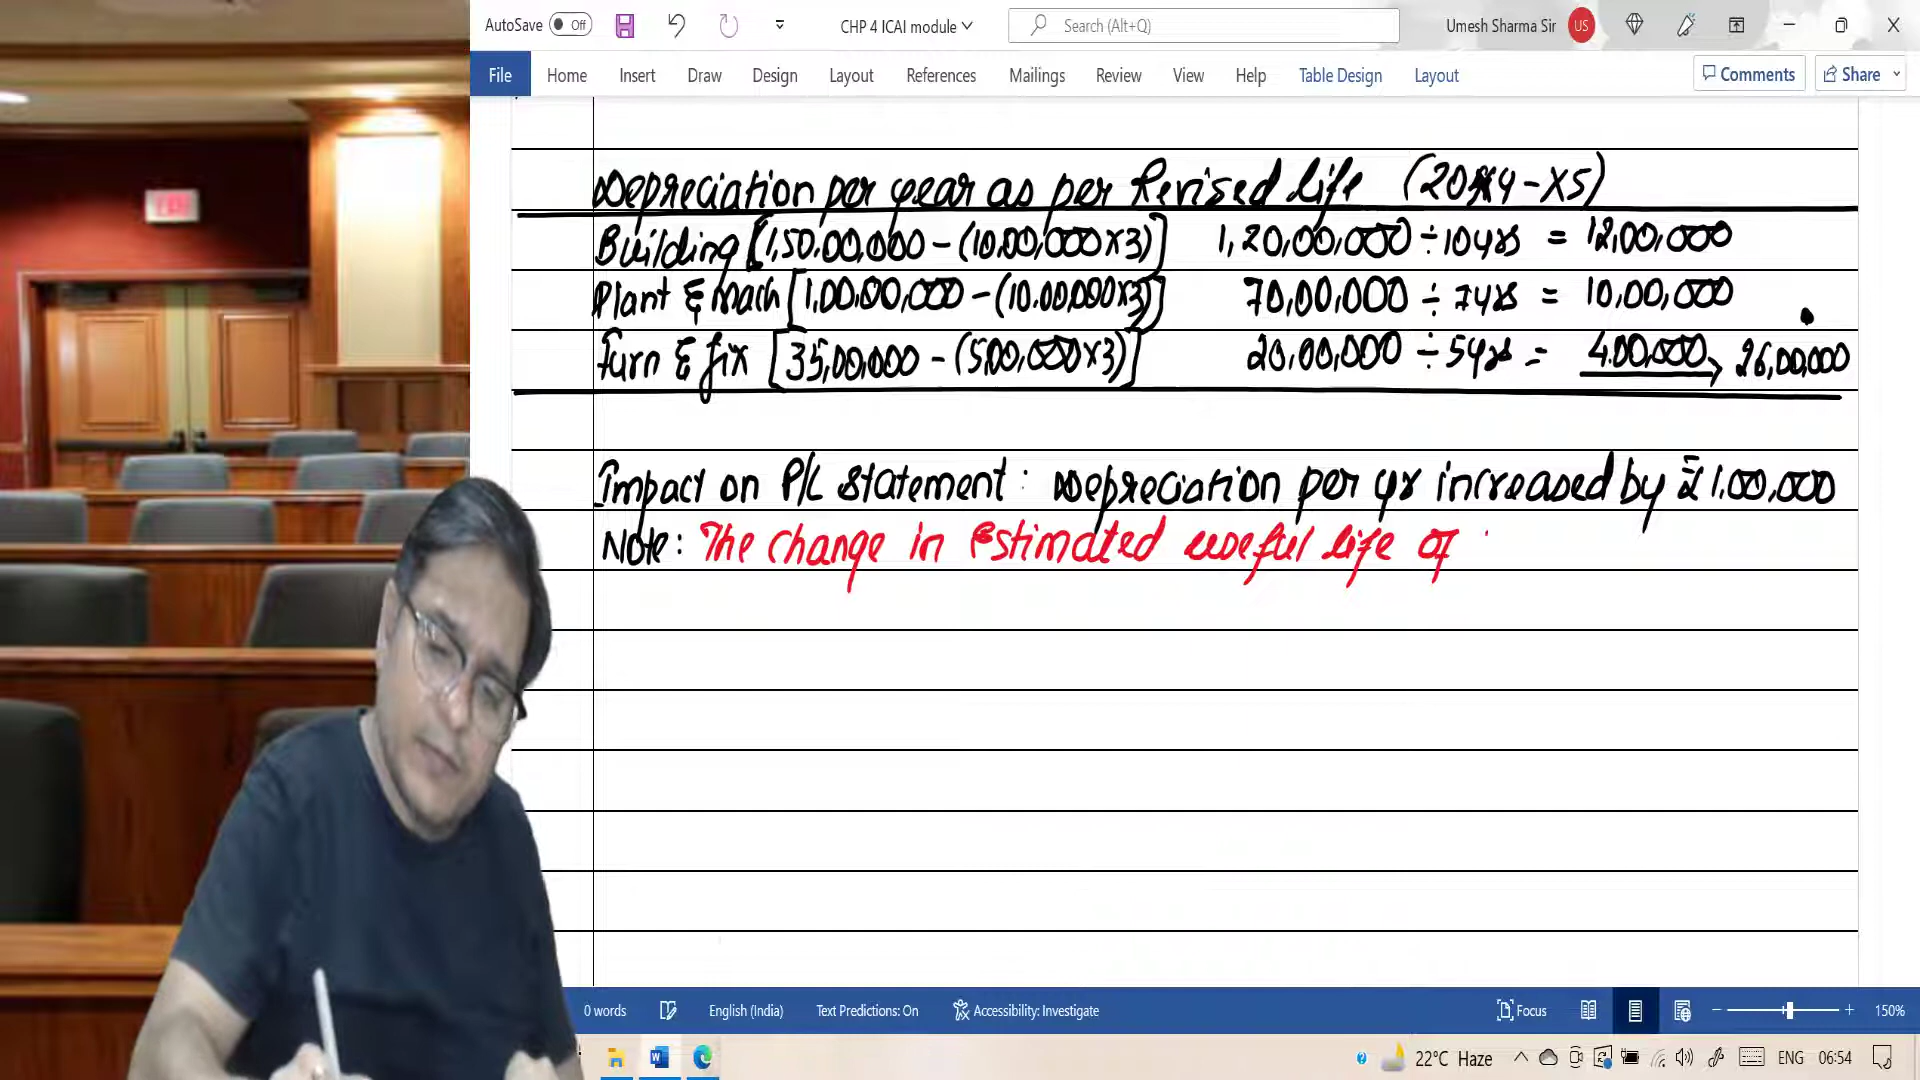 AutoSave Off CHP 4 ICAI module Search (Alt+Q) Umesh Sharma Sir US
File Home Insert Draw Design Layout References Mailings Review View Help Table Design Layout Comments Share
Depreciation per year as per Revised life (20X4-X5)
Building [1,50,00,000 - (10,00,000x3)] 1,20,00,000 ÷ 10yrs = 12,00,000
Plant & Mach [1,00,00,000 - (10,00,000x3)] 70,00,000 ÷ 7yrs = 10,00,000
Furn & fix [35,00,000 - (5,00,000x3)] 20,00,000 ÷ 5yrs = 4,00,000 → 26,00,000
Impact on P/L Statement : Depreciation per yr increased by ₹ 1,00,000
Note : The change in Estimated useful life of
0 words English (India) Text Predictions: On Accessibility: Investigate Focus 150%
22°C Haze ENG 06:54